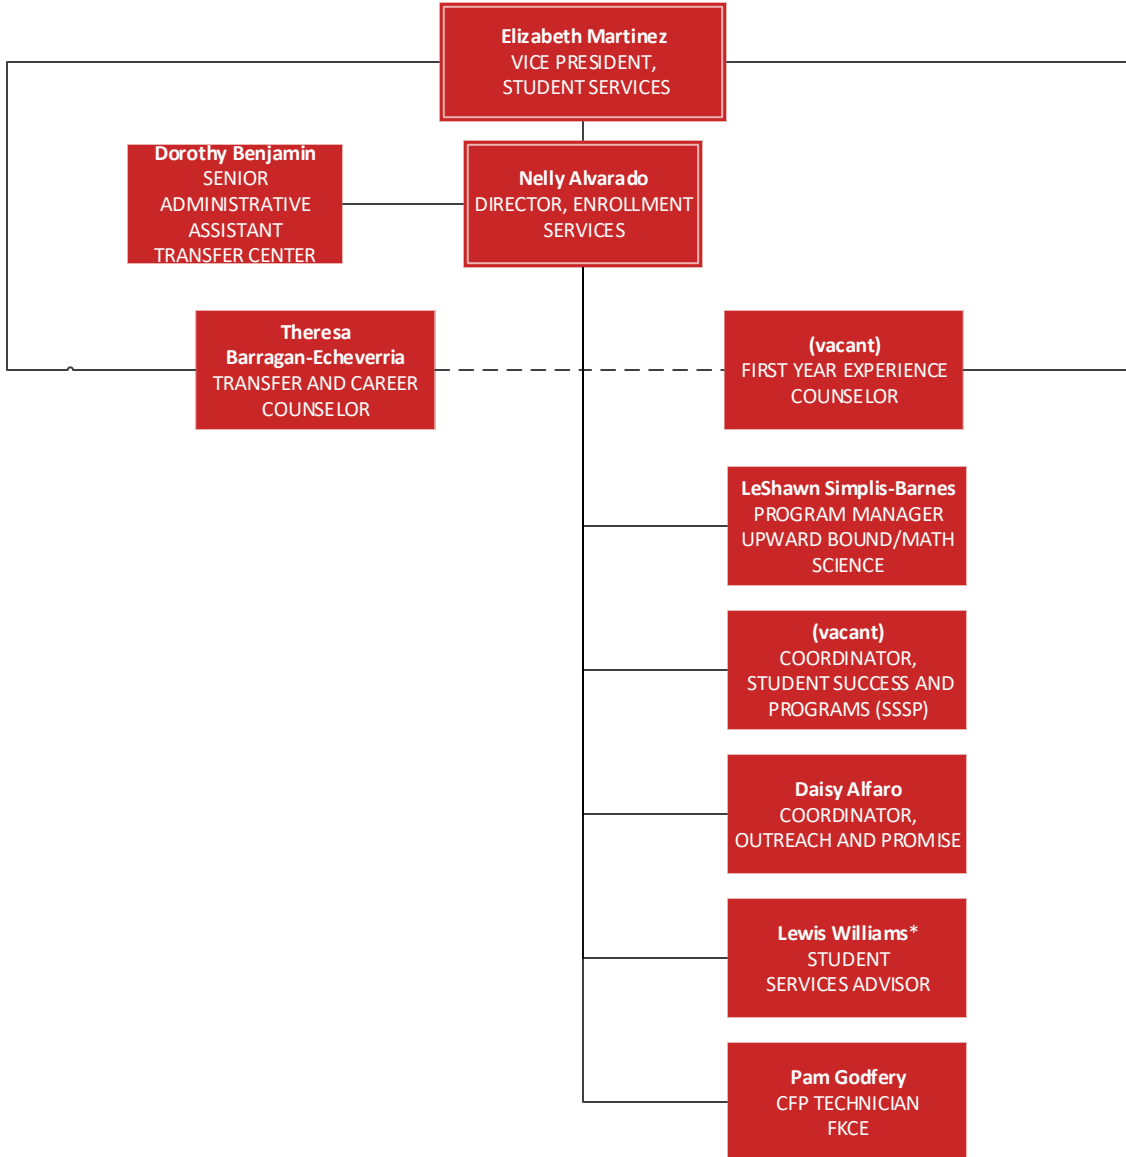 Elizabeth Martinez
VICE PRESIDENT,
STUDENT SERVICES
Dorothy Benjamin
SENIOR
ADMINISTRATIVE
ASSISTANT
TRANSFER CENTER
Nelly Alvarado
DIRECTOR, ENROLLMENT
SERVICES
Theresa
Barragan-Echeverria
TRANSFER AND CAREER
COUNSELOR
(vacant)
FIRST YEAR EXPERIENCE
COUNSELOR
LeShawn Simplis-Barnes
PROGRAM MANAGER
UPWARD BOUND/MATH
SCIENCE
(vacant)
COORDINATOR,
STUDENT SUCCESS AND
PROGRAMS (SSSP)
Daisy Alfaro
COORDINATOR,
OUTREACH AND PROMISE
Lewis Williams*
STUDENT
SERVICES ADVISOR
Pam Godfery
CFP TECHNICIAN
FKCE